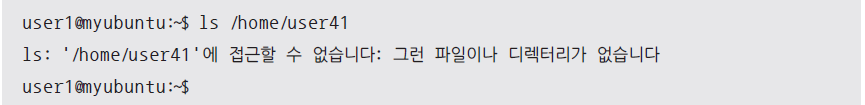 user1@myubuntu:~$ ls /home/user41
ls: '/home/user41'에 접근할 수 없습니다: 그런 파일이나 디렉터리가 없습니다
user1@myubuntu:~$